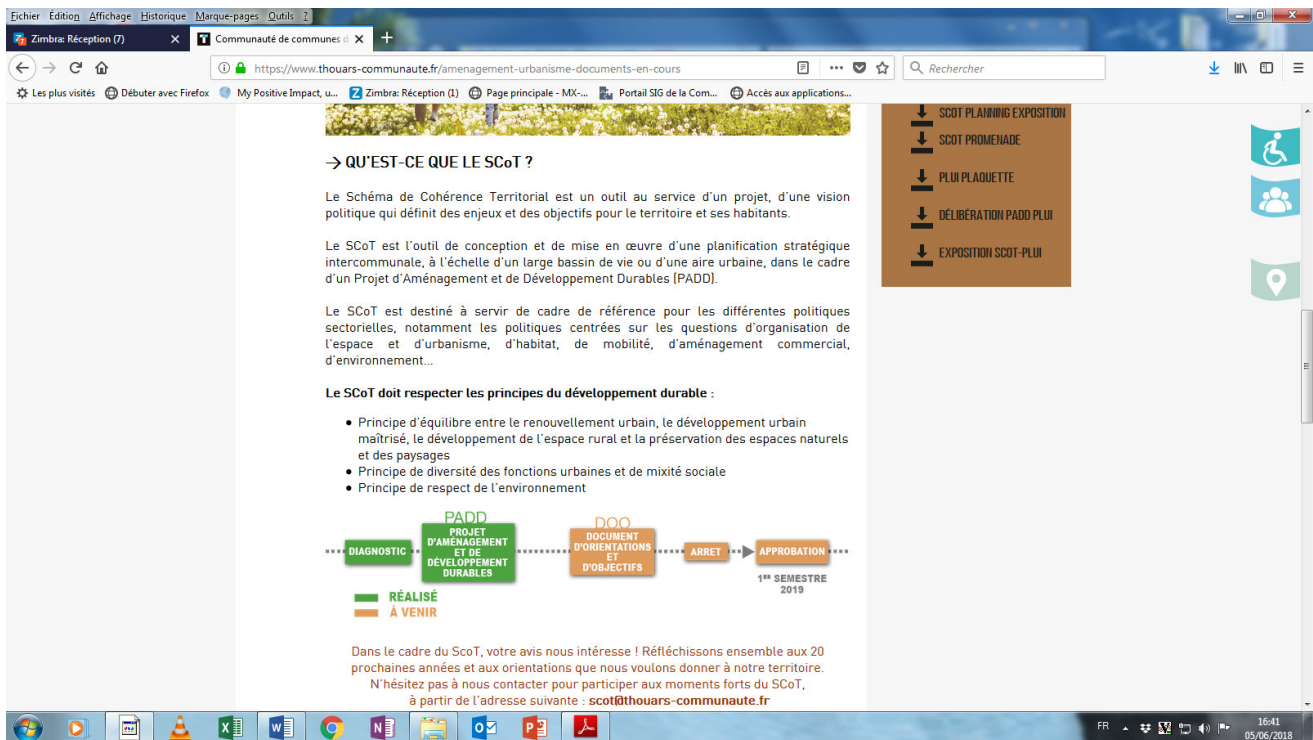 Fichier Édition Affichage Historique Marque-pages Outils ?
Zimbra: Réception (7)
Communauté de communes d
https://www.thouars-communaute.fr/amenagement-urbanisme-documents-en-cours
Rechercher
Les plus visités Débuter avec Firefox My Positive Impact, u... Zimbra: Réception (1) Page principale - MX-... Portail SIG de la Com... Accès aux applications...
SCOT PLANNING EXPOSITION
SCOT PROMENADE
PLUI PLAQUETTE
DÉLIBÉRATION PADD PLUI
EXPOSITION SCOT-PLUI
→ QU'EST-CE QUE LE SCoT ?
Le Schéma de Cohérence Territorial est un outil au service d'un projet, d'une vision
politique qui définit des enjeux et des objectifs pour le territoire et ses habitants.
Le SCoT est l'outil de conception et de mise en œuvre d'une planification stratégique
intercommunale, à l'échelle d'un large bassin de vie ou d'une aire urbaine, dans le cadre
d'un Projet d'Aménagement et de Développement Durables (PADD).
Le SCoT est destiné à servir de cadre de référence pour les différentes politiques
sectorielles, notamment les politiques centrées sur les questions d'organisation de
l'espace et d'urbanisme, d'habitat, de mobilité, d'aménagement commercial,
d'environnement...
Le SCoT doit respecter les principes du développement durable :
• Principe d'équilibre entre le renouvellement urbain, le développement urbain
maîtrisé, le développement de l'espace rural et la préservation des espaces naturels
et des paysages
• Principe de diversité des fonctions urbaines et de mixité sociale
• Principe de respect de l'environnement
DIAGNOSTIC
PADD
PROJET
D'AMÉNAGEMENT
ET DE
DÉVELOPPEMENT
DURABLES
DOO
DOCUMENT
D'ORIENTATIONS
ET
D'OBJECTIFS
ARRET
APPROBATION
1ER SEMESTRE
2019
RÉALISÉ
À VENIR
Dans le cadre du ScoT, votre avis nous intéresse ! Réfléchissons ensemble aux 20
prochaines années et aux orientations que nous voulons donner à notre territoire.
N'hésitez pas à nous contacter pour participer aux moments forts du SCoT,
à partir de l'adresse suivante : scot@thouars-communaute.fr
FR
16:41
05/06/2018